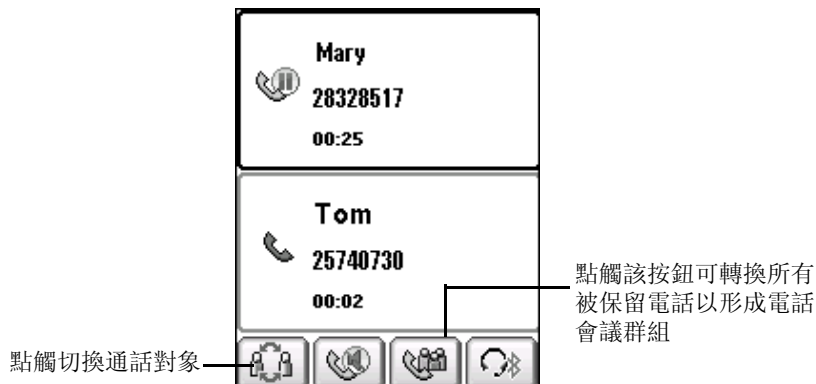 Mary
28328517
00:25
Tom
25740730
00:02
點觸該按鈕可轉換所有
被保留電話以形成電話
會議群組
點觸切換通話對象